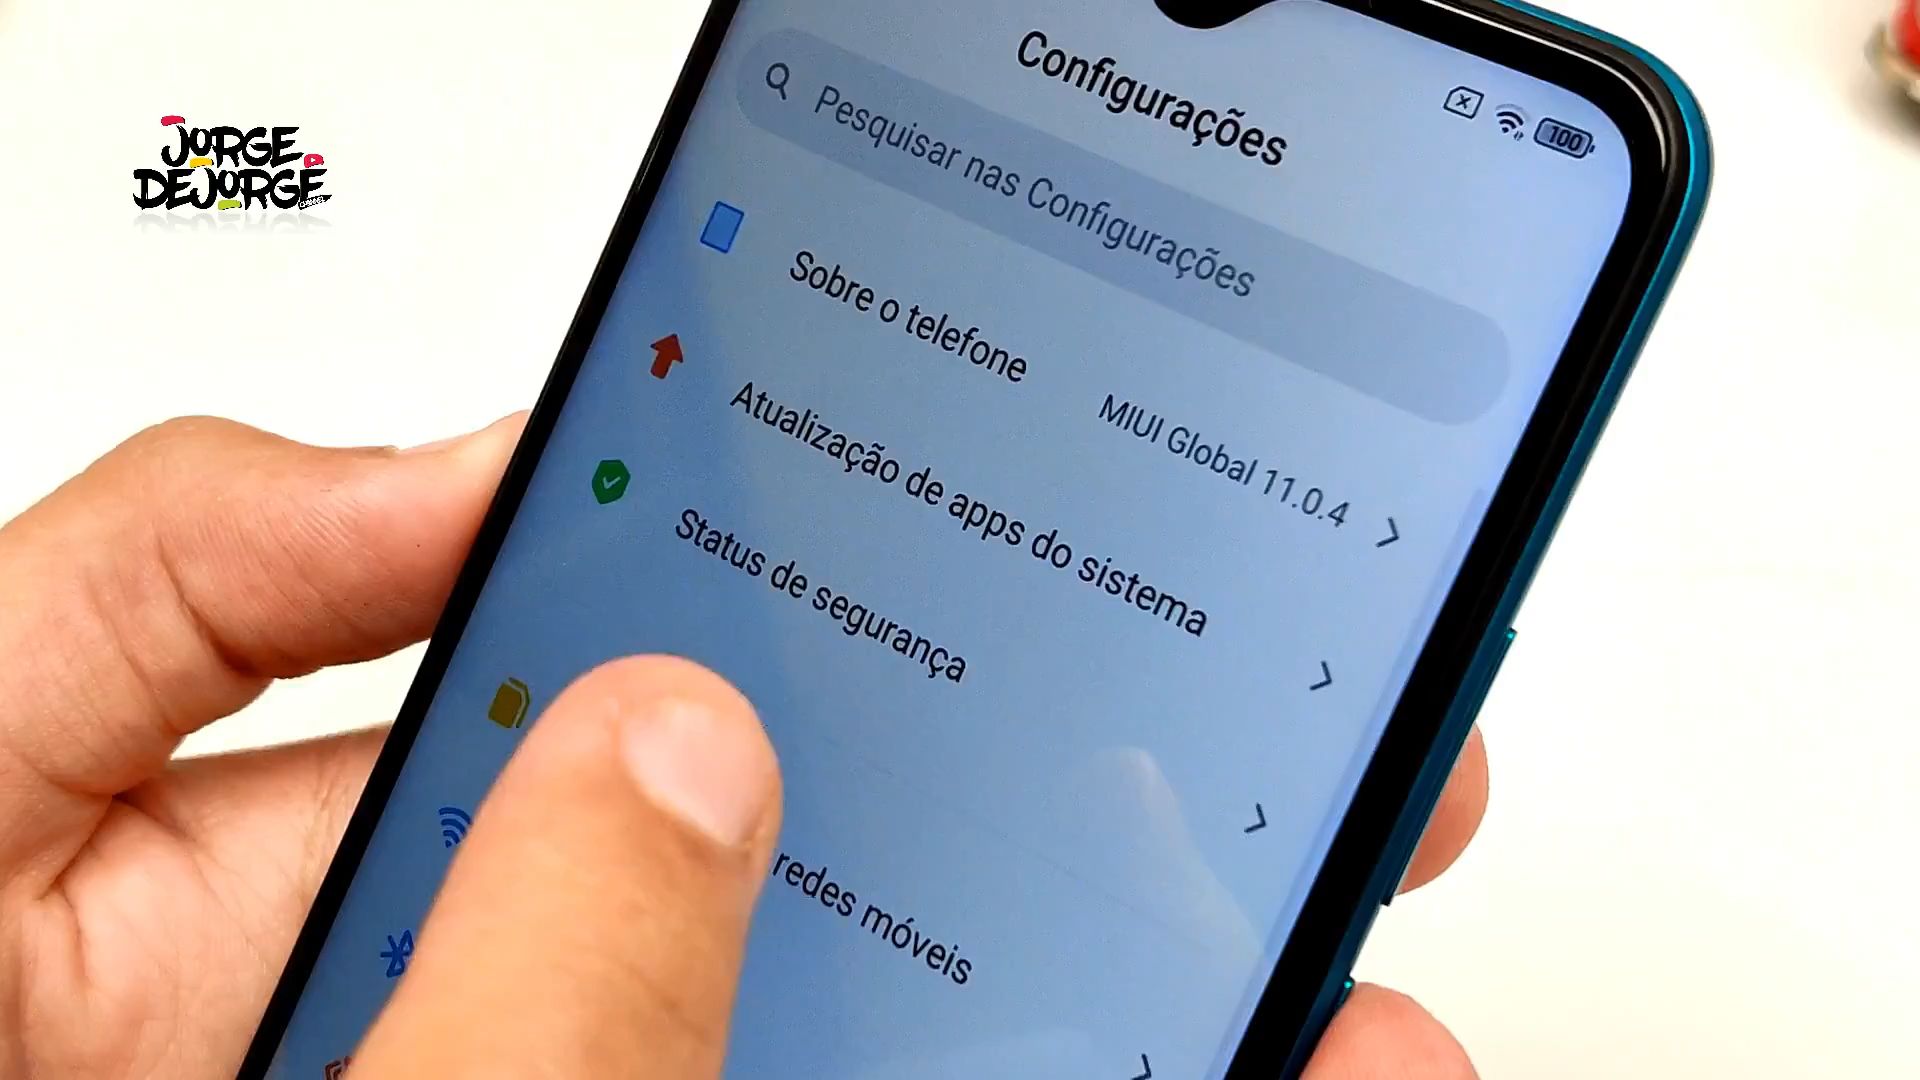 JORGE
DEJORGE
CHANNEL
Configurações
100
Pesquisar nas Configurações
Sobre o telefone
MIUI Global 11.0.4
Atualização de apps do sistema
Status de segurança
redes móveis